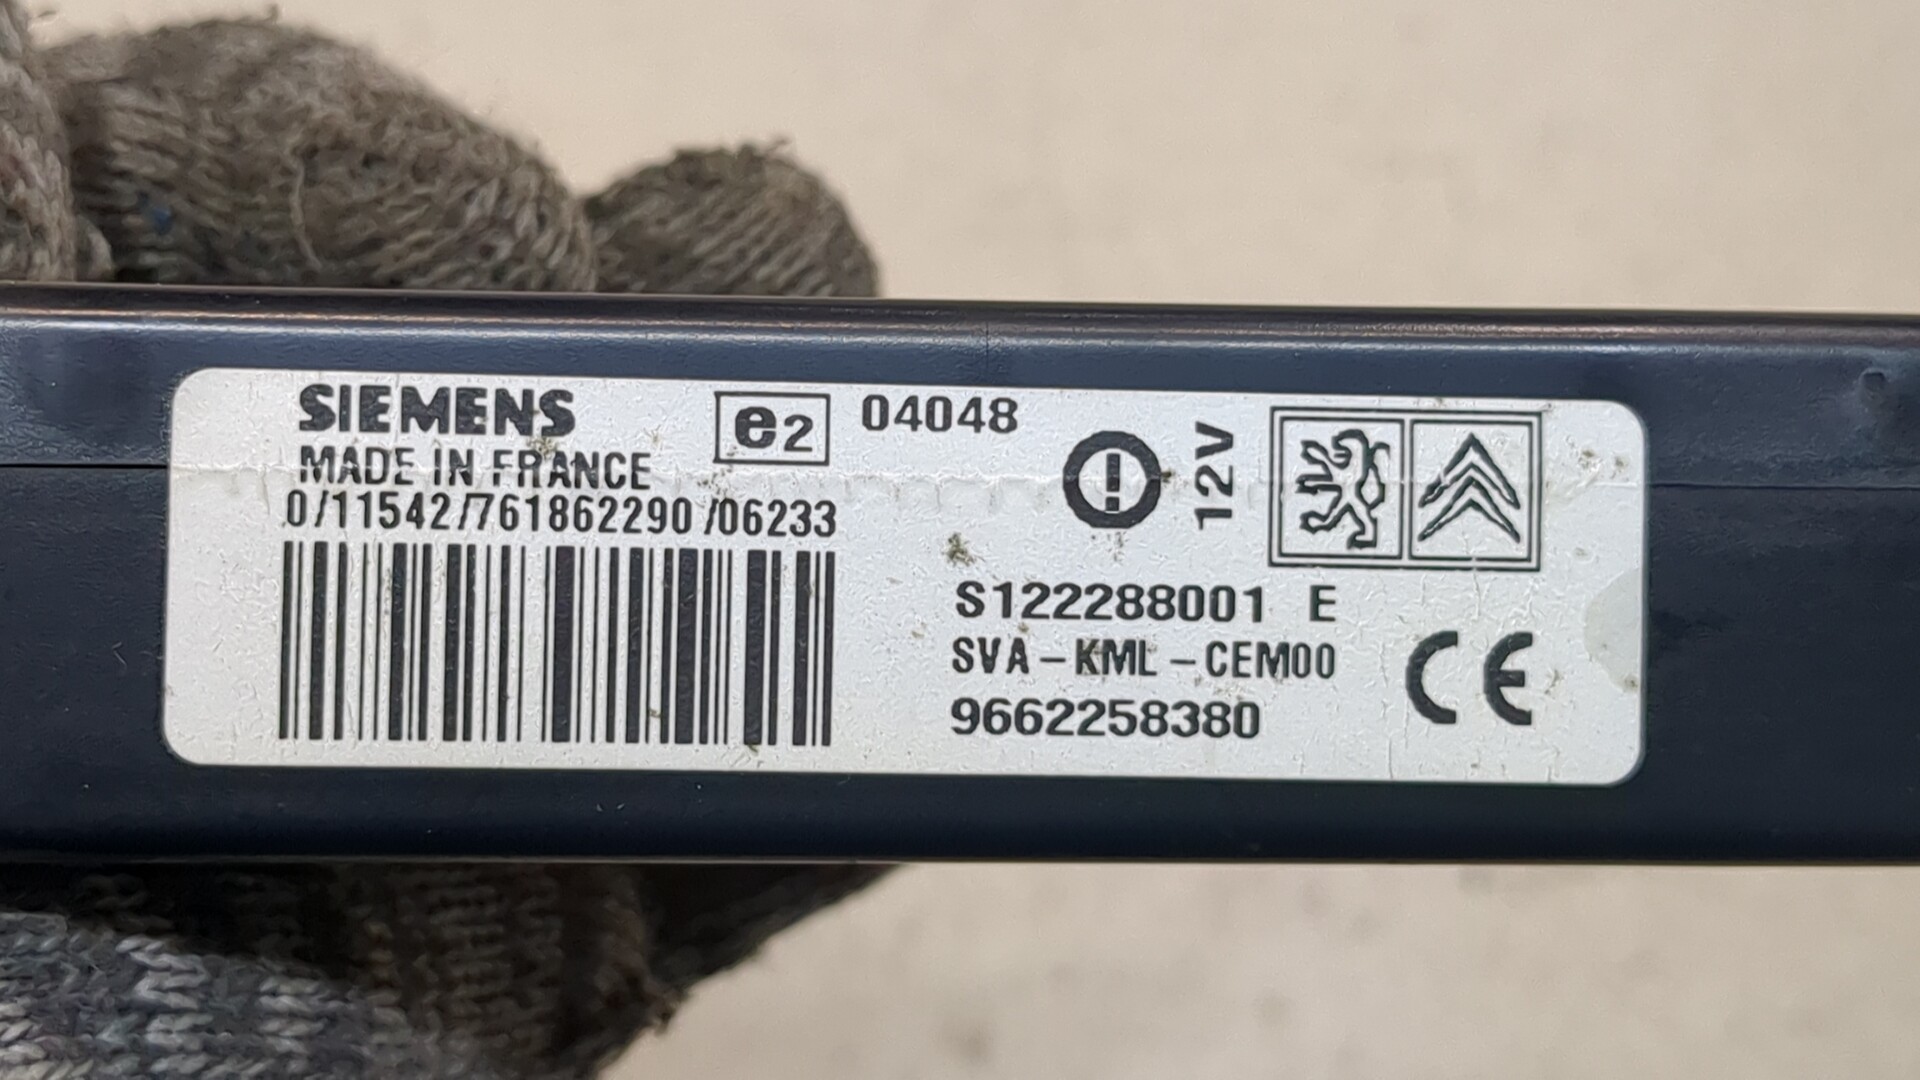 SIEMENS
e2 04048
MADE IN FRANCE
0/11542/761862290/06233
12V
S122288001 E
SVA-KML-CEM00
9662258380
CE